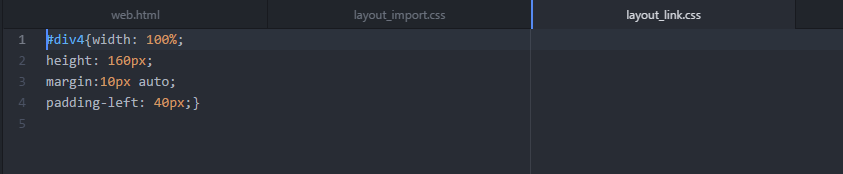 web.html layout_import.css layout_link.css
1 #div4{width: 100%;
2 height: 160px;
3 margin:10px auto;
4 padding-left: 40px;}
5